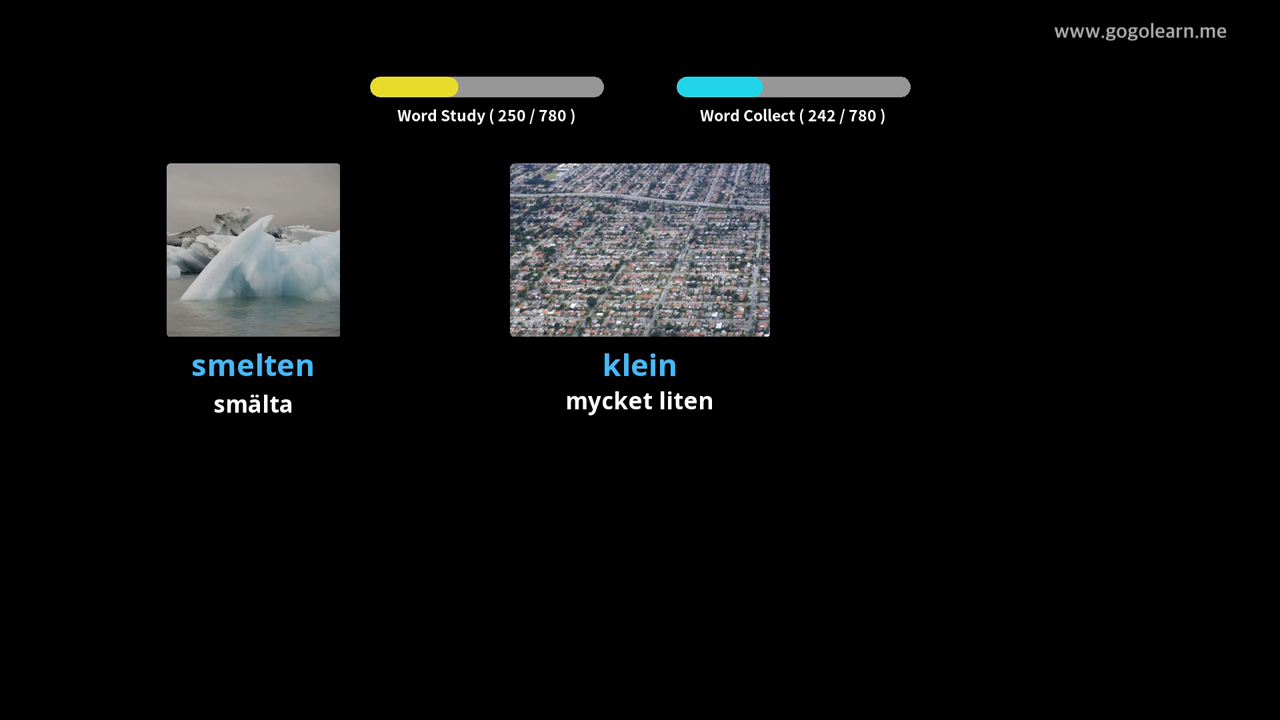 www.gogolearn.me
Word Study ( 250 / 780 )
Word Collect ( 242 / 780 )
smelten
smälta
klein
mycket liten